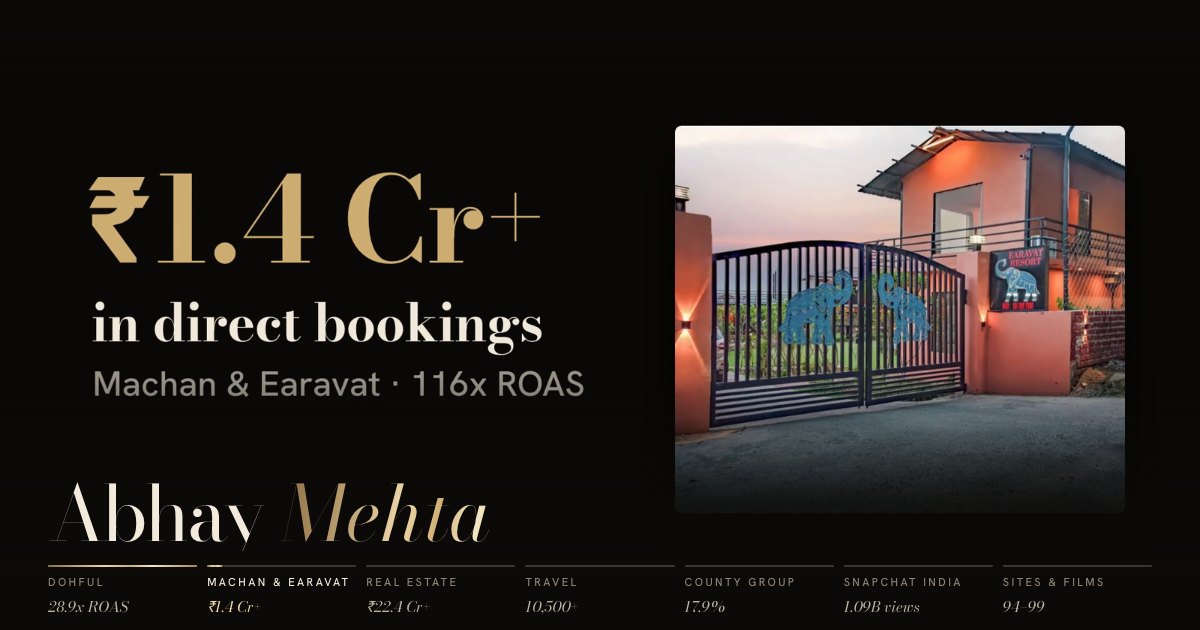 ₹1.4 Cr+
in direct bookings
Machan & Earavat · 116x ROAS
EARAVAT
RESORT
Abhay Mehta
DOHFUL
28.9x ROAS
MACHAN & EARAVAT
₹1.4 Cr+
REAL ESTATE
₹22.4 Cr+
TRAVEL
10,500+
COUNTY GROUP
17.9%
SNAPCHAT INDIA
1.09B views
SITES & FILMS
94–99